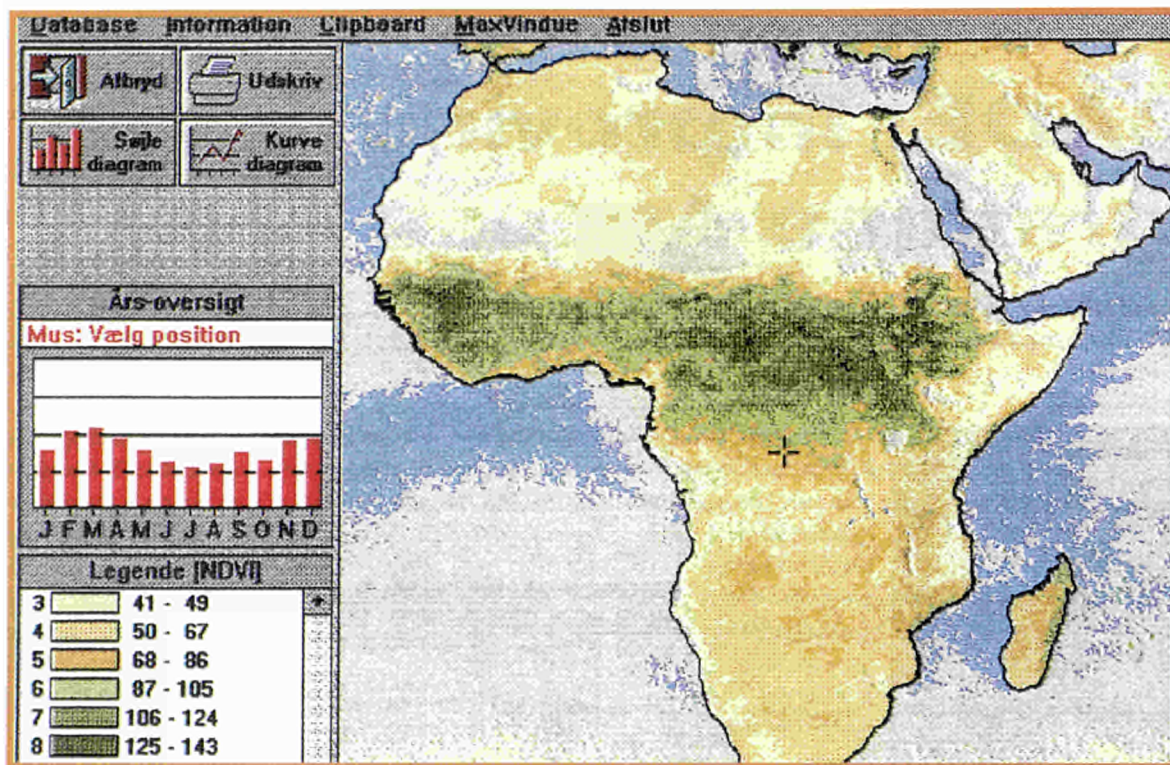 Database Information Clipboard MaxVindue Afslut
Afbryd Udskriv
Søjle diagram Kurve diagram
Års-oversigt
Mus: Vælg position
J F M A M J J A S O N D
Legende [NDVI]
3 41 - 49
4 50 - 67
5 68 - 86
6 87 - 105
7 106 - 124
8 125 - 143